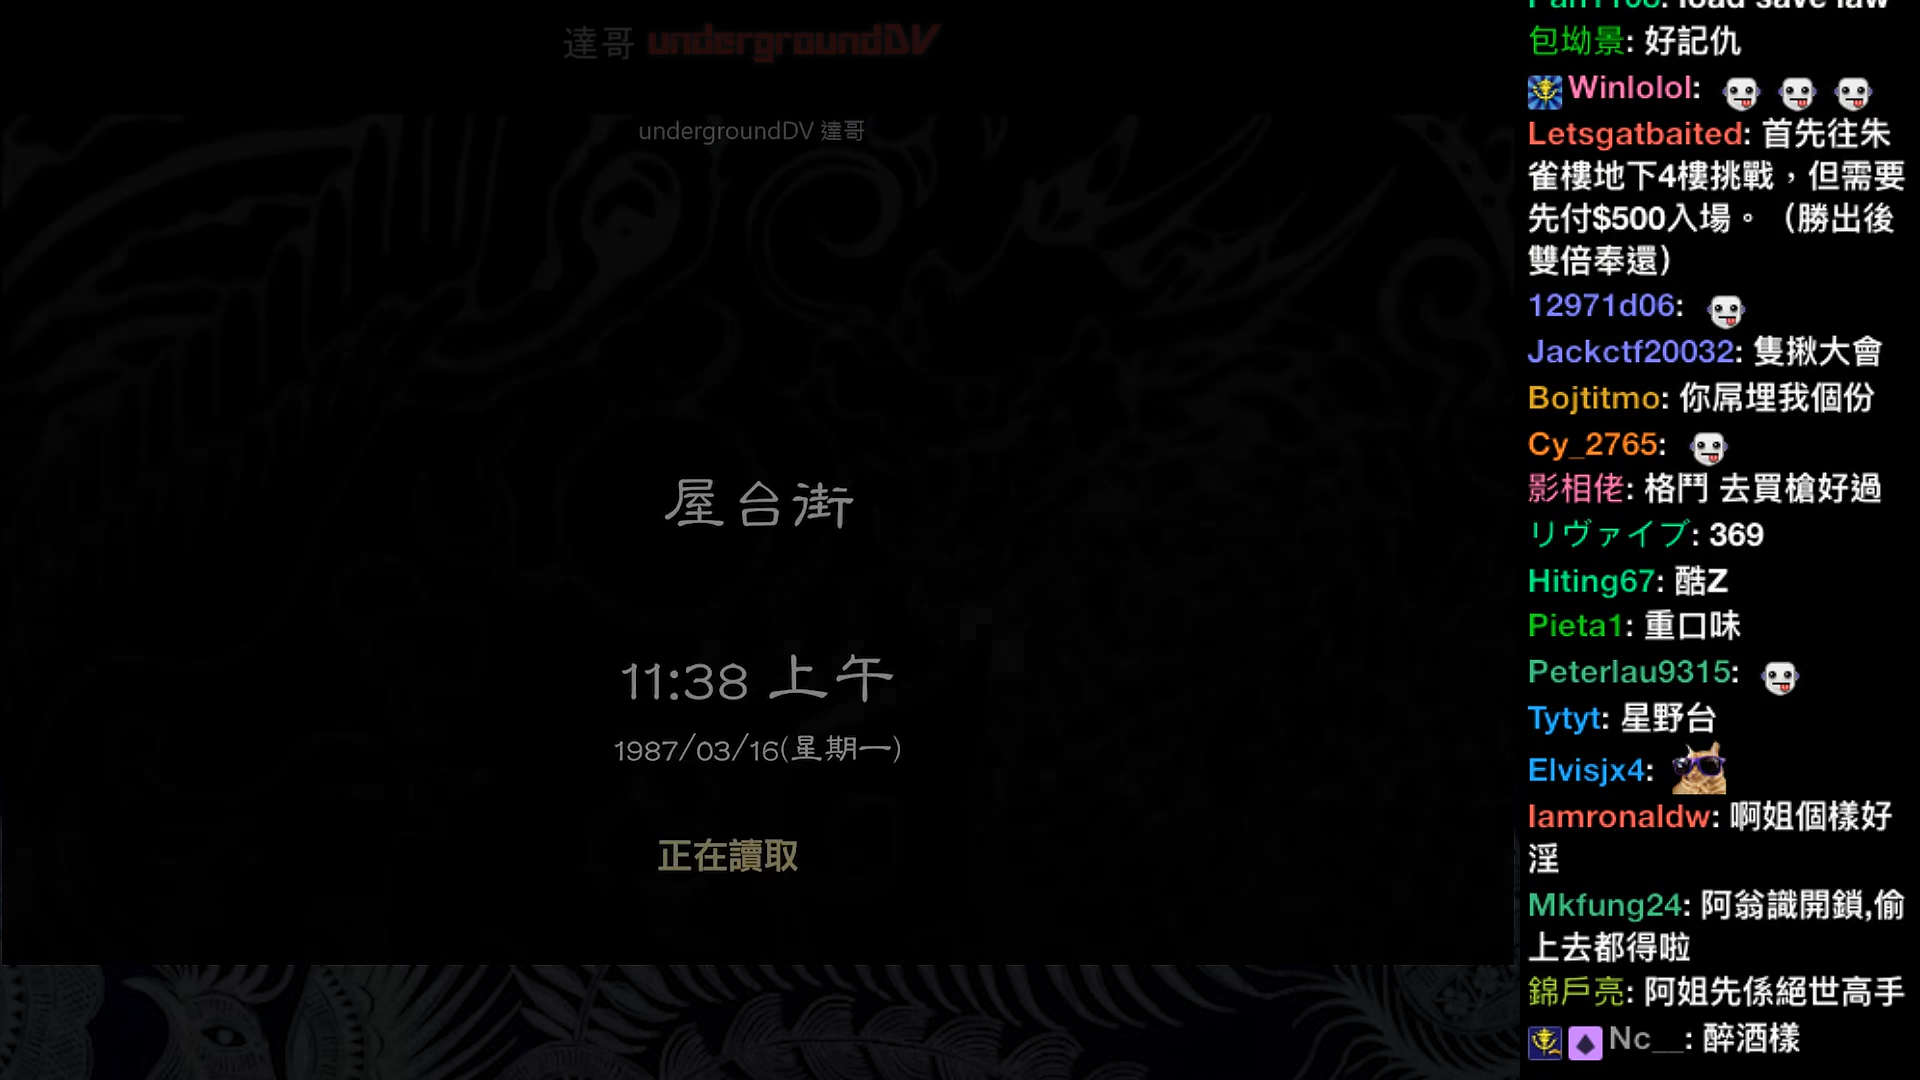 達哥 undergroundDV
undergroundDV 達哥
屋台街
11:38 上午
1987/03/16(星期一)
正在讀取
包坳景: 好記仇
Winlolol:
Letsgatbaited: 首先往朱
雀樓地下4樓挑戰，但需要
先付$500入場。（勝出後
雙倍奉還）
12971d06:
Jackctf20032: 隻揪大會
Bojtitmo: 你屌埋我個份
Cy_2765:
影相佬: 格鬥 去買槍好過
リヴァイブ: 369
Hiting67: 酷Z
Pieta1: 重口味
Peterlau9315:
Tytyt: 星野台
Elvisjx4:
Iamronaldw: 啊姐個樣好
淫
Mkfung24: 阿翁識開鎖,偷
上去都得啦
錦戶亮: 阿姐先係絕世高手
Nc__: 醉酒樣